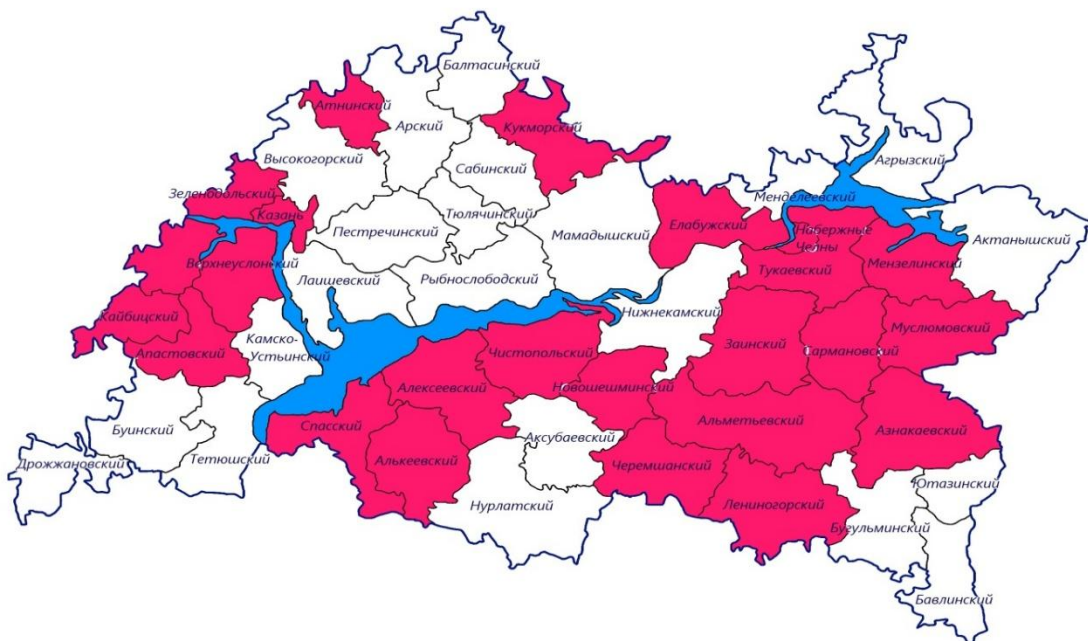 Балтасинский
Атнинский
Арский
Кукморский
Высокогорский
Сабинский
Агрызский
Зеленодольский
Менделеевский
Казань
Тюлячинский
Елабужский
Пестречинский
Набережные
Челны
Мамадышский
Актанышский
Верхнеуслонский
Мензелинский
Лаишевский
Рыбнослободский
Тукаевский
Нижнекамский
Кайбицкий
Муслюмовский
Камско-
Устьинский
Заинский
Сармановский
Апастовский
Чистопольский
Алексеевский
Новошешминский
Спасский
Альметьевский
Азнакаевский
Буинский
Аксубаевский
Алькеевский
Дрожжановский
Тетюшский
Черемшанский
Ютазинский
Нурлатский
Лениногорский
Бугульминский
Бавлинский